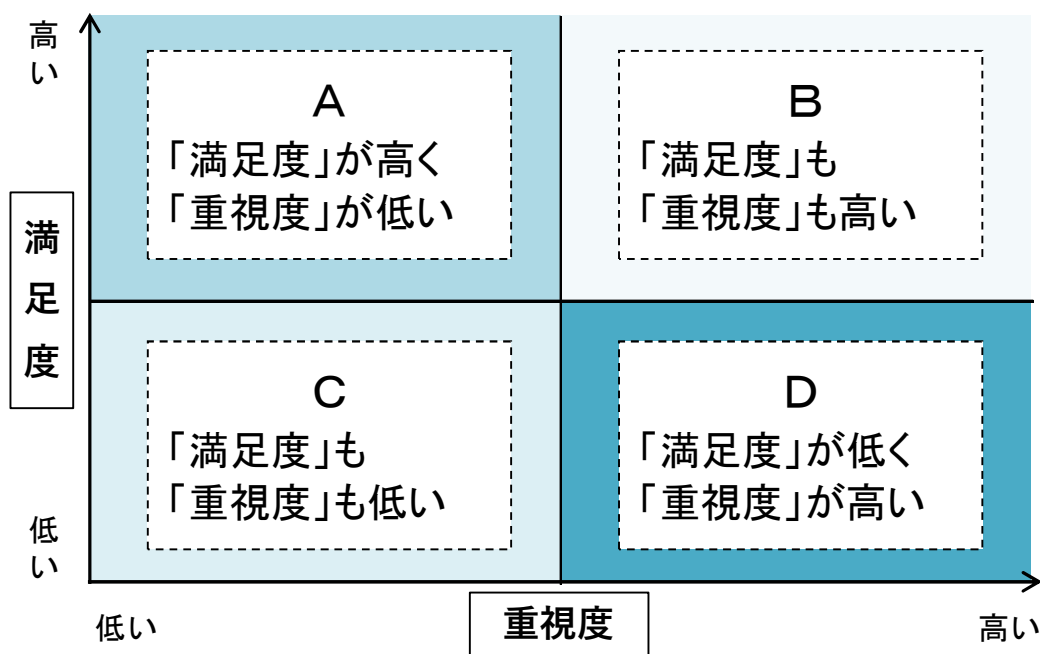 高い
満足度
低い
A
「満足度」が高く
「重視度」が低い
B
「満足度」も
「重視度」も高い
C
「満足度」も
「重視度」も低い
D
「満足度」が低く
「重視度」が高い
低い
重視度
高い